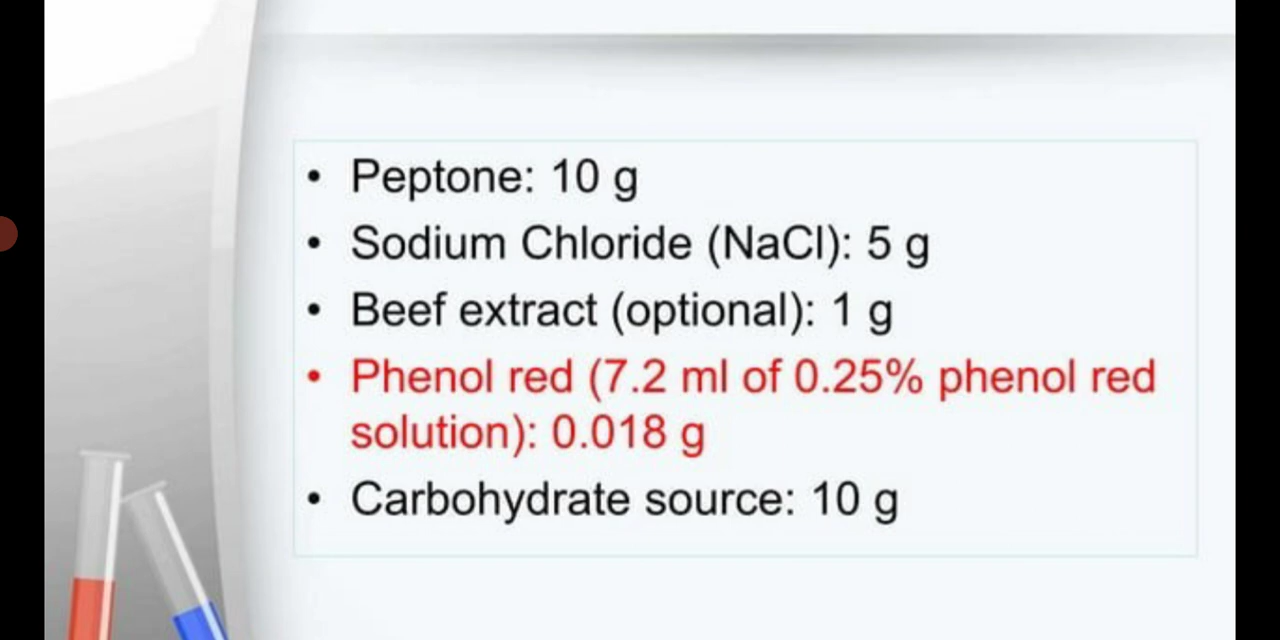 • Peptone: 10 g
• Sodium Chloride (NaCl): 5 g
• Beef extract (optional): 1 g
• Phenol red (7.2 ml of 0.25% phenol red
solution): 0.018 g
• Carbohydrate source: 10 g